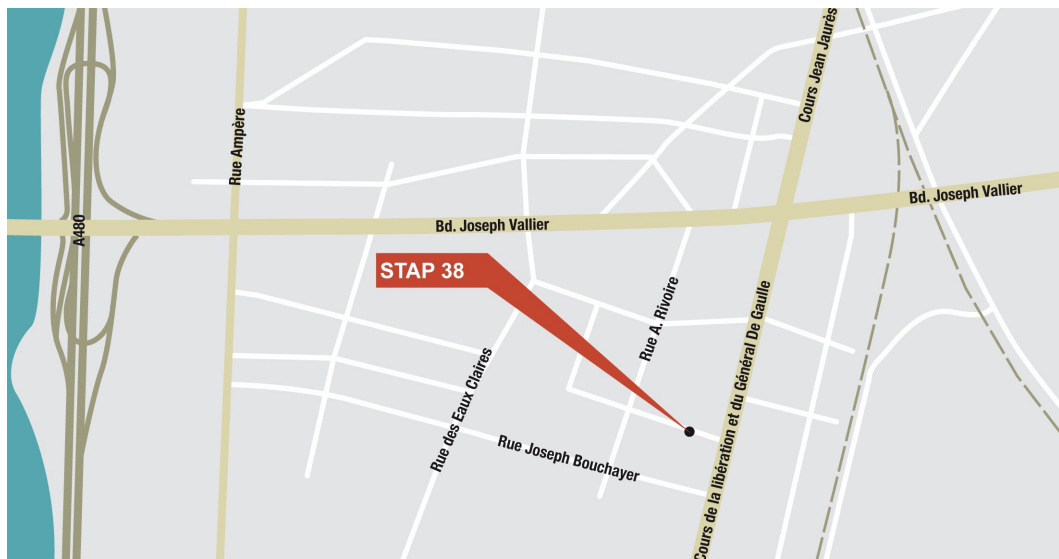 Cours Jean Jaurès
Rue Ampère
Bd. Joseph Vallier
A480
Bd. Joseph Vallier
STAP 38
Rue A. Rivoire
Cours de la libération et du Général De Gaulle
Rue des Eaux Claires
Rue Joseph Bouchayer